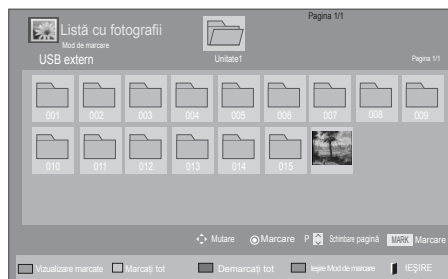 Pagina 1/1
Listă cu fotografii
Mod de marcare
USB extern
Unitate1
Pagina 1/1
001 002 003 004 005 006 007 008 009
010 011 012 013 014 015
Mutare Marcare P Schimbare pagină MARK Marcare
Vizualizare marcate Marcați tot Demarcați tot Ieșire Mod de marcare IEȘIRE